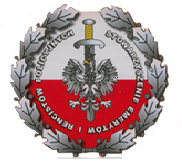 STOWARZYSZENIE EMERYTÓW I RENCISTÓW POLICYJNYCH